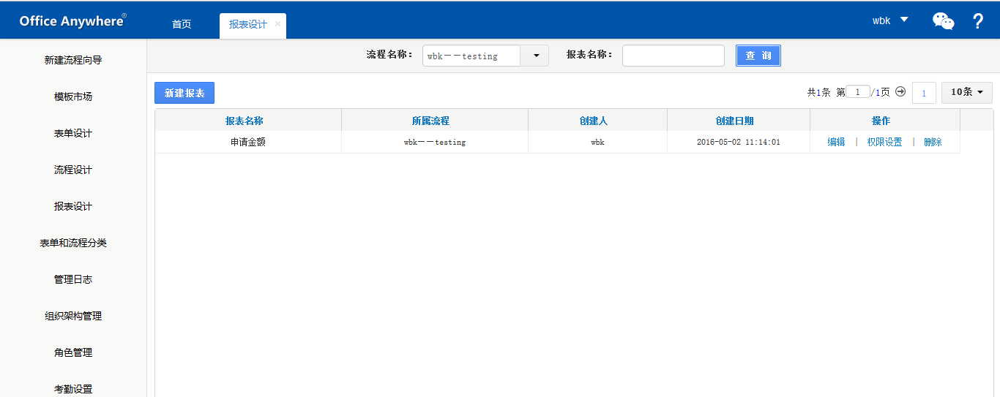 Office Anywhere® 首页 报表设计 × wbk ?
流程名称： wbk－－testing 报表名称： 查 询
新建报表 共1条 第 1 /1页 1 10条
报表名称 所属流程 创建人 创建日期 操作
申请金额 wbk－－testing wbk 2016-05-02 11:14:01 编辑 | 权限设置 | 删除
新建流程向导
模板市场
表单设计
流程设计
报表设计
表单和流程分类
管理日志
组织架构管理
角色管理
考勤设置